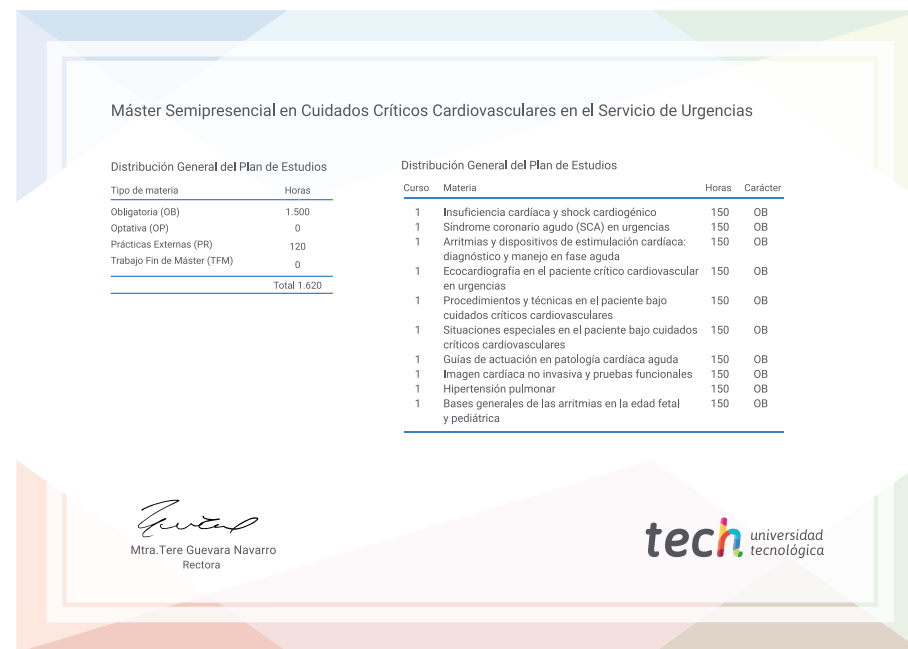 Máster Semipresencial en Cuidados Críticos Cardiovasculares en el Servicio de Urgencias
Distribución General del Plan de Estudios
Tipo de materia Horas
Obligatoria (OB) 1.500
Optativa (OP) 0
Prácticas Externas (PR) 120
Trabajo Fin de Máster (TFM) 0
Total 1.620
Distribución General del Plan de Estudios
Curso Materia Horas Carácter
1 Insuficiencia cardíaca y shock cardiogénico 150 OB
1 Síndrome coronario agudo (SCA) en urgencias 150 OB
1 Arritmias y dispositivos de estimulación cardíaca: 150 OB
diagnóstico y manejo en fase aguda
1 Ecocardiografía en el paciente crítico cardiovascular 150 OB
en urgencias
1 Procedimientos y técnicas en el paciente bajo 150 OB
cuidados críticos cardiovasculares
1 Situaciones especiales en el paciente bajo cuidados 150 OB
críticos cardiovasculares
1 Guías de actuación en patología cardíaca aguda 150 OB
1 Imagen cardíaca no invasiva y pruebas funcionales 150 OB
1 Hipertensión pulmonar 150 OB
1 Bases generales de las arritmias en la edad fetal 150 OB
y pediátrica
Mtra.Tere Guevara Navarro
Rectora
tech universidad
tecnológica